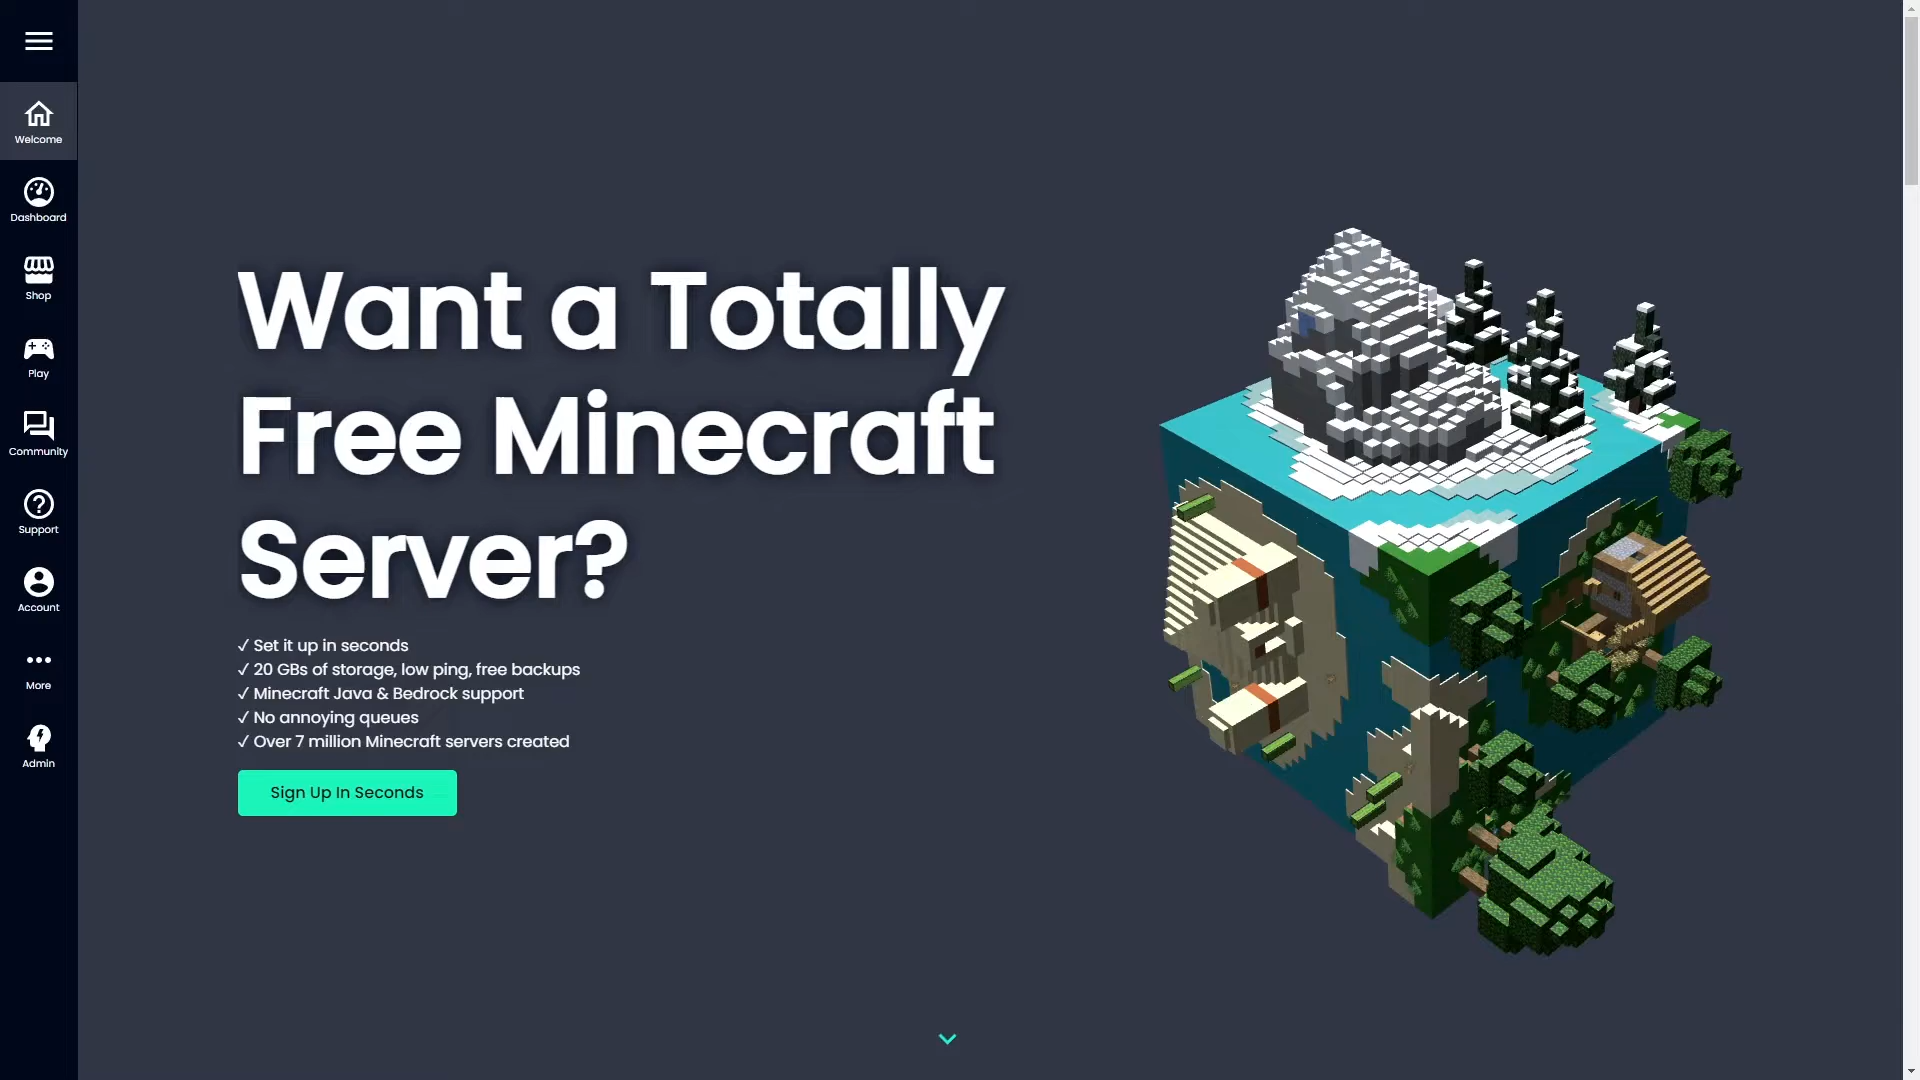 Welcome
Dashboard
Shop
Play
Community
Support
Account
More
Admin
Want a Totally
Free Minecraft
Server?
✓ Set it up in seconds
✓ 20 GBs of storage, low ping, free backups
✓ Minecraft Java & Bedrock support
✓ No annoying queues
✓ Over 7 million Minecraft servers created
Sign Up In Seconds